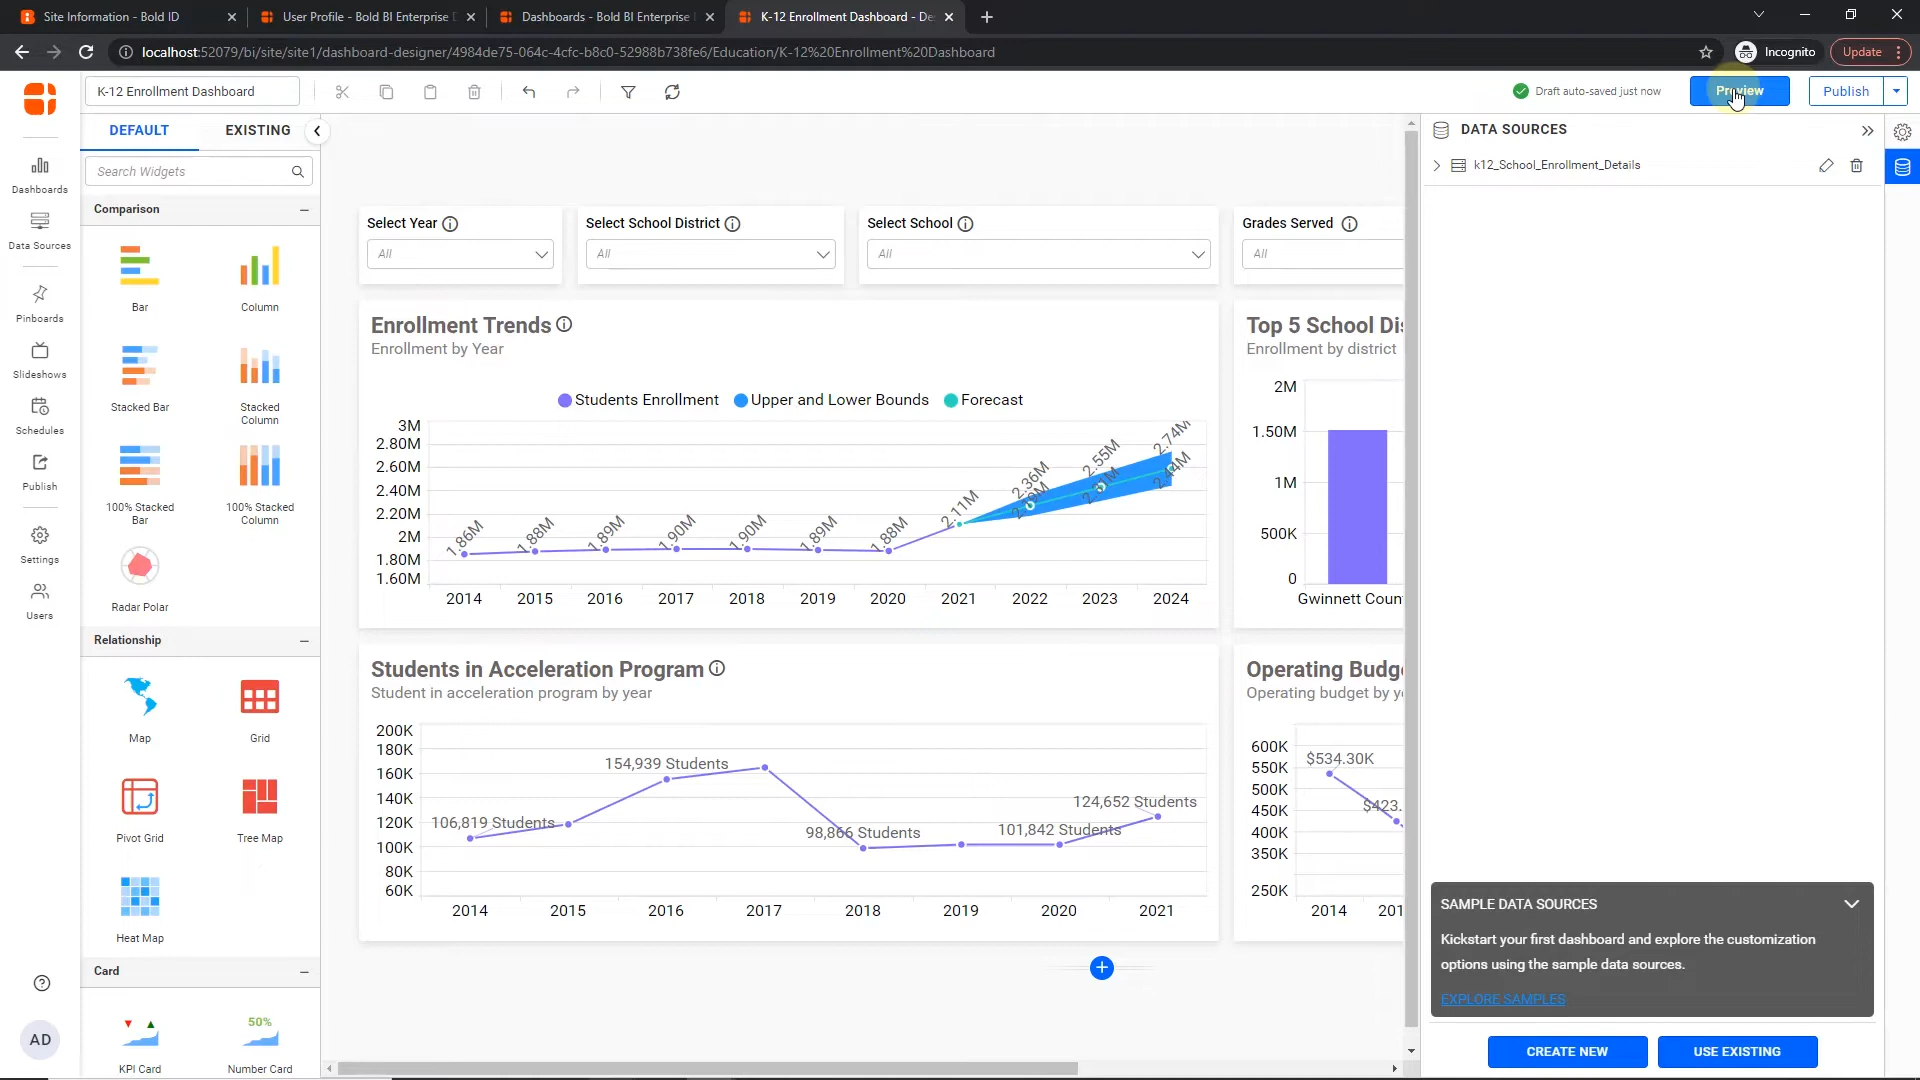 Site Information - Bold ID
User Profile - Bold BI Enterprise D
Dashboards - Bold BI Enterprise
K-12 Enrollment Dashboard - De
localhost:52079/bi/site/site1/dashboard-designer/4984de75-064c-4cfc-b8c0-52988b738fe6/Education/K-12%20Enrollment%20Dashboard
Incognito
Update
K-12 Enrollment Dashboard
Draft auto-saved just now
Preview
Publish
DEFAULT
EXISTING
Search Widgets
Dashboards
Data Sources
Pinboards
Slideshows
Schedules
Publish
Settings
Users
AD
Comparison
Bar
Column
Stacked Bar
Stacked
Column
100% Stacked
Bar
100% Stacked
Column
Radar Polar
Relationship
Map
Grid
Pivot Grid
Tree Map
Heat Map
Card
50%
KPI Card
Number Card
Select Year
All
Select School District
All
Select School
All
Grades Served
All
Enrollment Trends
Enrollment by Year
Students Enrollment
Upper and Lower Bounds
Forecast
3M
2.80M
2.60M
2.40M
2.20M
2M
1.80M
1.60M
1.86M
1.88M
1.89M
1.90M
1.90M
1.89M
1.88M
2.11M
2.36M
2.55M
2.74M
2.44M
2014
2015
2016
2017
2018
2019
2020
2021
2022
2023
2024
Top 5 School Di
Enrollment by district
2M
1.50M
1M
500K
0
Gwinnett Coun
Students in Acceleration Program
Student in acceleration program by year
200K
180K
160K
140K
120K
100K
80K
60K
106,819 Students
154,939 Students
98,866 Students
101,842 Students
124,652 Students
2014
2015
2016
2017
2018
2019
2020
2021
Operating Budg
Operating budget by y
600K
550K
500K
450K
400K
350K
250K
$534.30K
$423.
2014
201
DATA SOURCES
k12_School_Enrollment_Details
SAMPLE DATA SOURCES
Kickstart your first dashboard and explore the customization
options using the sample data sources.
EXPLORE SAMPLES
CREATE NEW
USE EXISTING